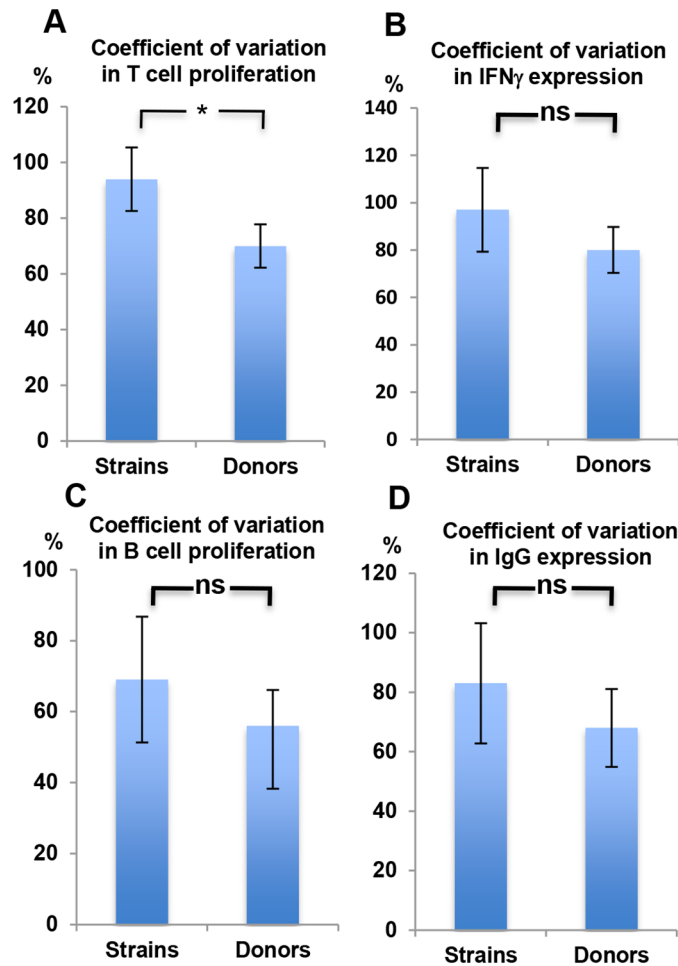 A
Coefficient of variation
in T cell proliferation
%
120
100
80
60
40
20
0
*
Strains Donors
B
Coefficient of variation
in IFNγ expression
%
140
120
100
80
60
40
20
0
ns
Strains Donors
C
Coefficient of variation
in B cell proliferation
%
100
80
60
40
20
0
ns
Strains Donors
D
Coefficient of variation
in IgG expression
%
120
100
80
60
40
20
0
ns
Strains Donors